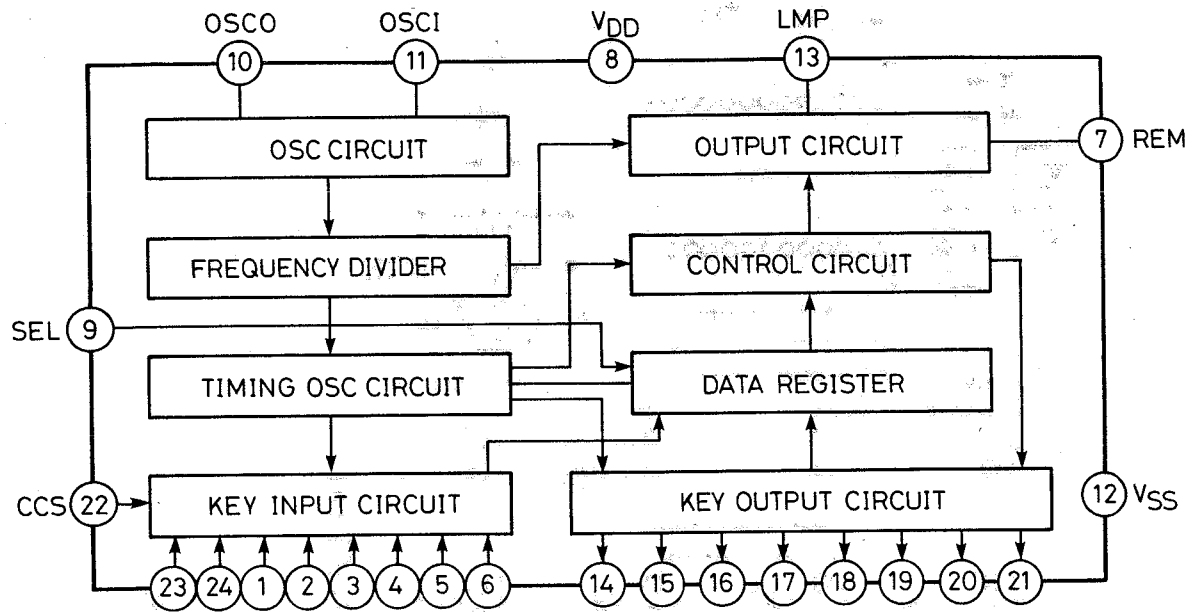 OSCO OSCI VDD LMP
10 11 8 13
OSC CIRCUIT OUTPUT CIRCUIT
7 REM
FREQUENCY DIVIDER CONTROL CIRCUIT
SEL 9
TIMING OSC CIRCUIT DATA REGISTER
CCS 22 KEY INPUT CIRCUIT KEY OUTPUT CIRCUIT 12 VSS
23 24 1 2 3 4 5 6 14 15 16 17 18 19 20 21